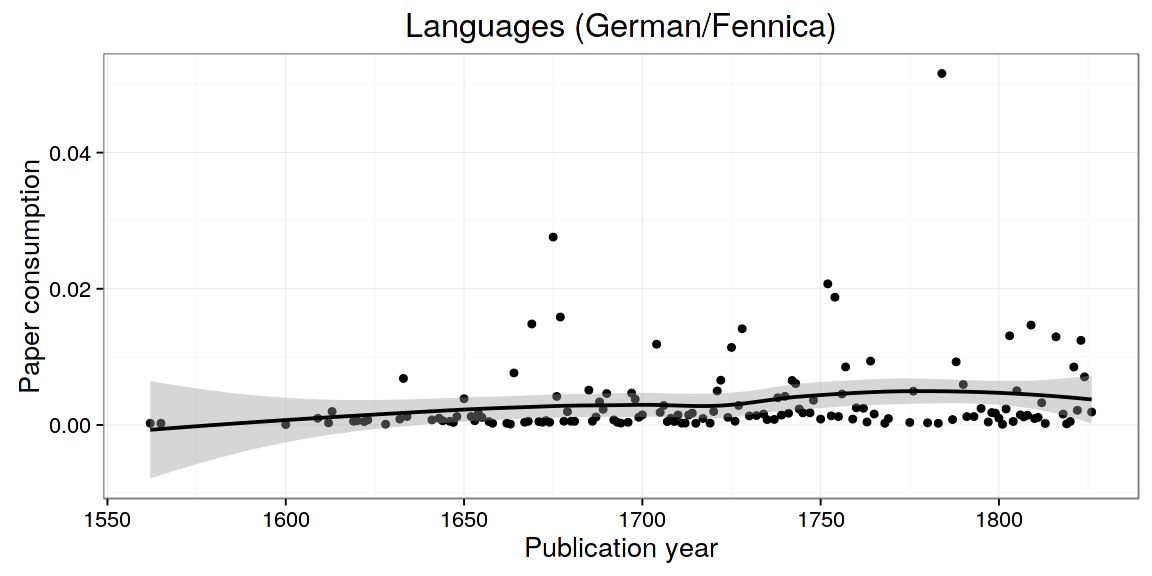 Languages (German/Fennica)
Paper consumption
0.04
0.02
0.00
1550 1600 1650 1700 1750 1800
Publication year